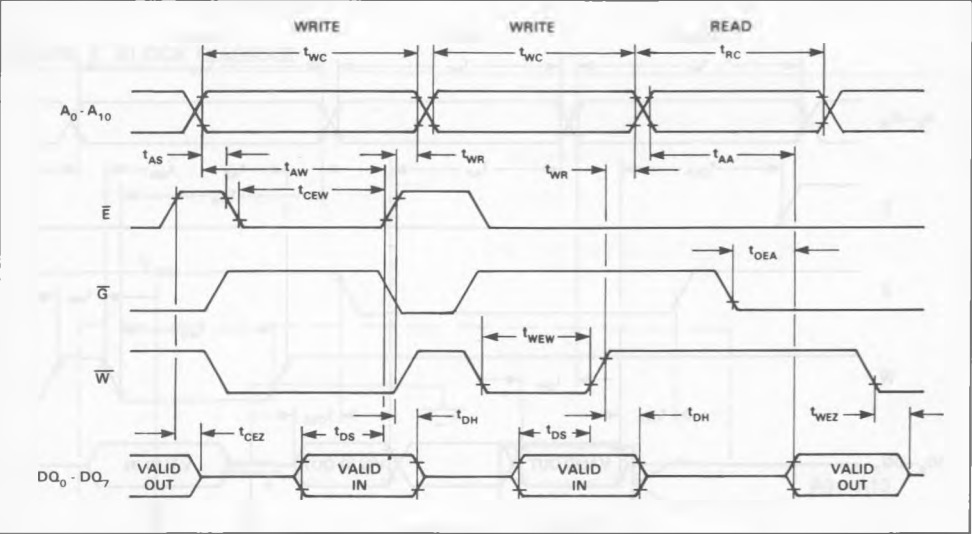 WRITE WRITE READ
tWC tWC tRC
A0 - A10
tAS tAW tWR tWR tAA
tCEW
E̅
tOEA
G̅
tWEW
W̅
tCEZ tDS tDH tDS tDH tWEZ
DQ0 - DQ7 VALID OUT VALID IN VALID IN VALID OUT